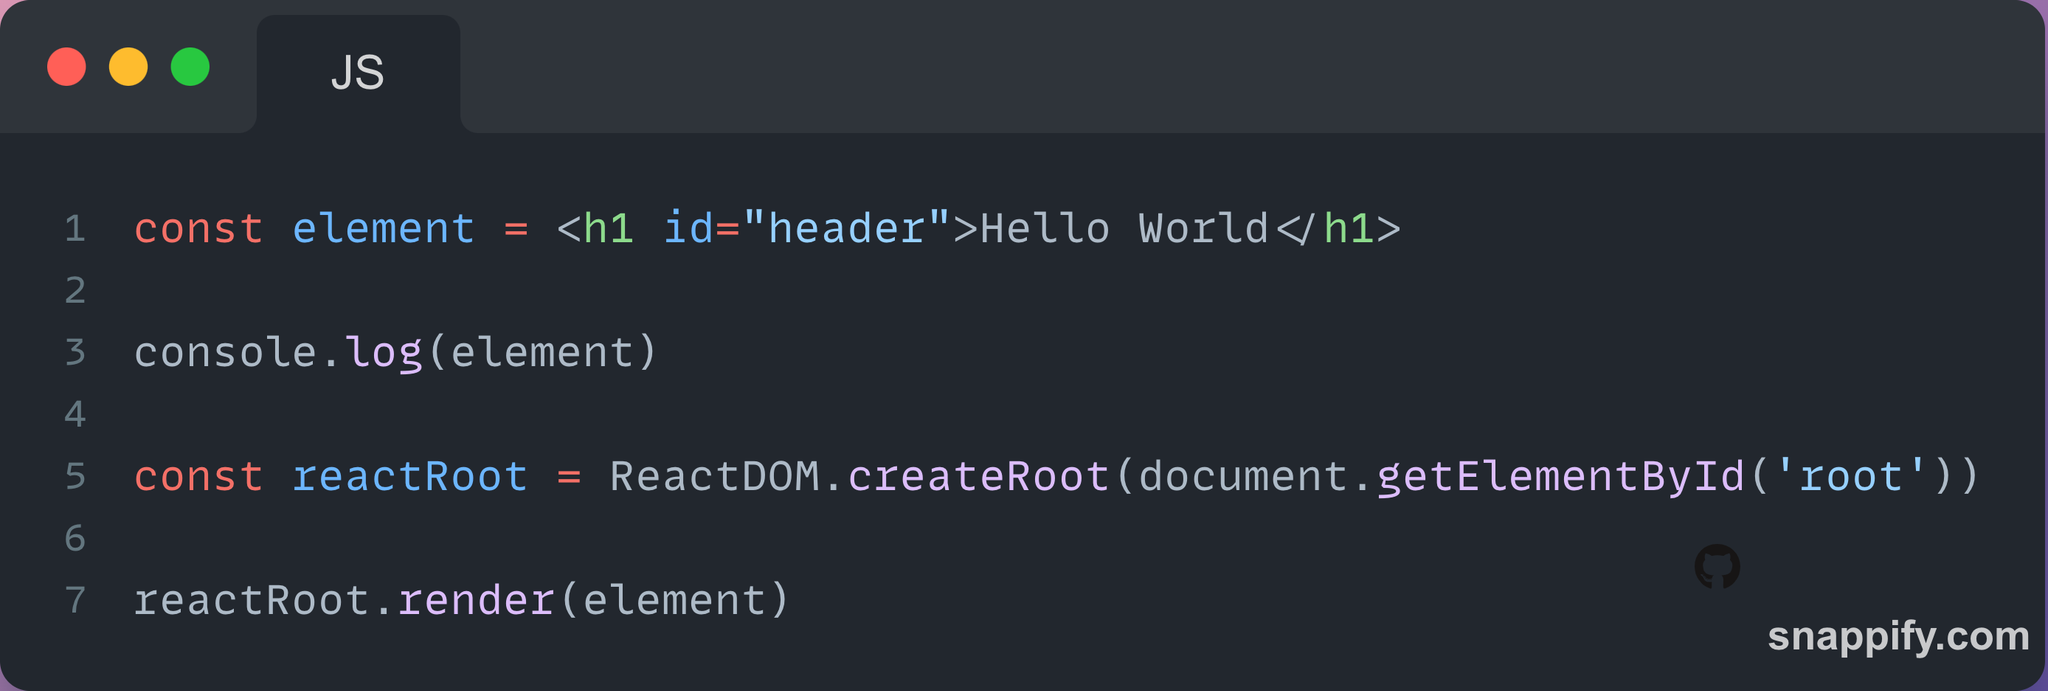 JS
1 const element = <h1 id="header">Hello World</h1>
2
3 console.log(element)
4
5 const reactRoot = ReactDOM.createRoot(document.getElementById('root'))
6
7 reactRoot.render(element)
snappify.com